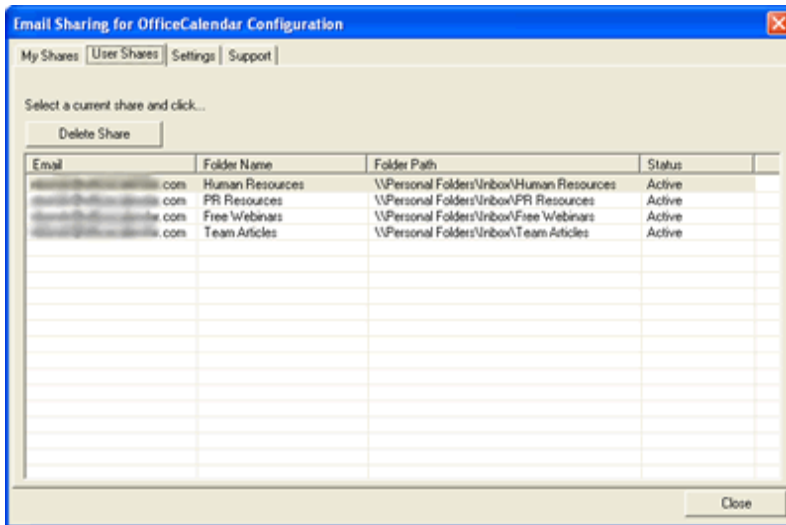 Email Sharing for OfficeCalendar Configuration
My Shares User Shares Settings Support
Select a current share and click...
Delete Share
Email Folder Name Folder Path Status
.com Human Resources \\Personal Folders\Inbox\Human Resources Active
.com PR Resources \\Personal Folders\Inbox\PR Resources Active
.com Free Webinars \\Personal Folders\Inbox\Free Webinars Active
.com Team Articles \\Personal Folders\Inbox\Team Articles Active
Close